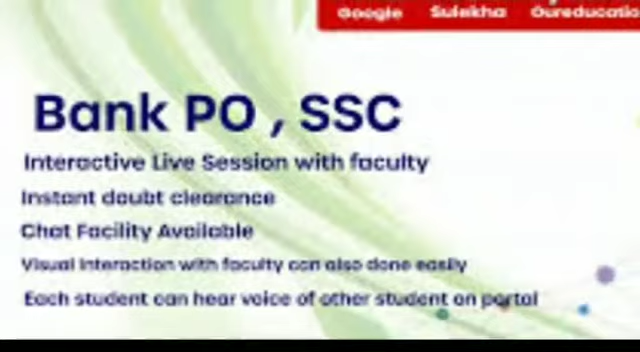 Google Sulekha Oureducatio
Bank PO , SSC
Interactive Live Session with faculty
Instant doubt clearance
Chat Facility Available
Visual Interaction with faculty can also done easily
Each student can hear voice of other student on portal